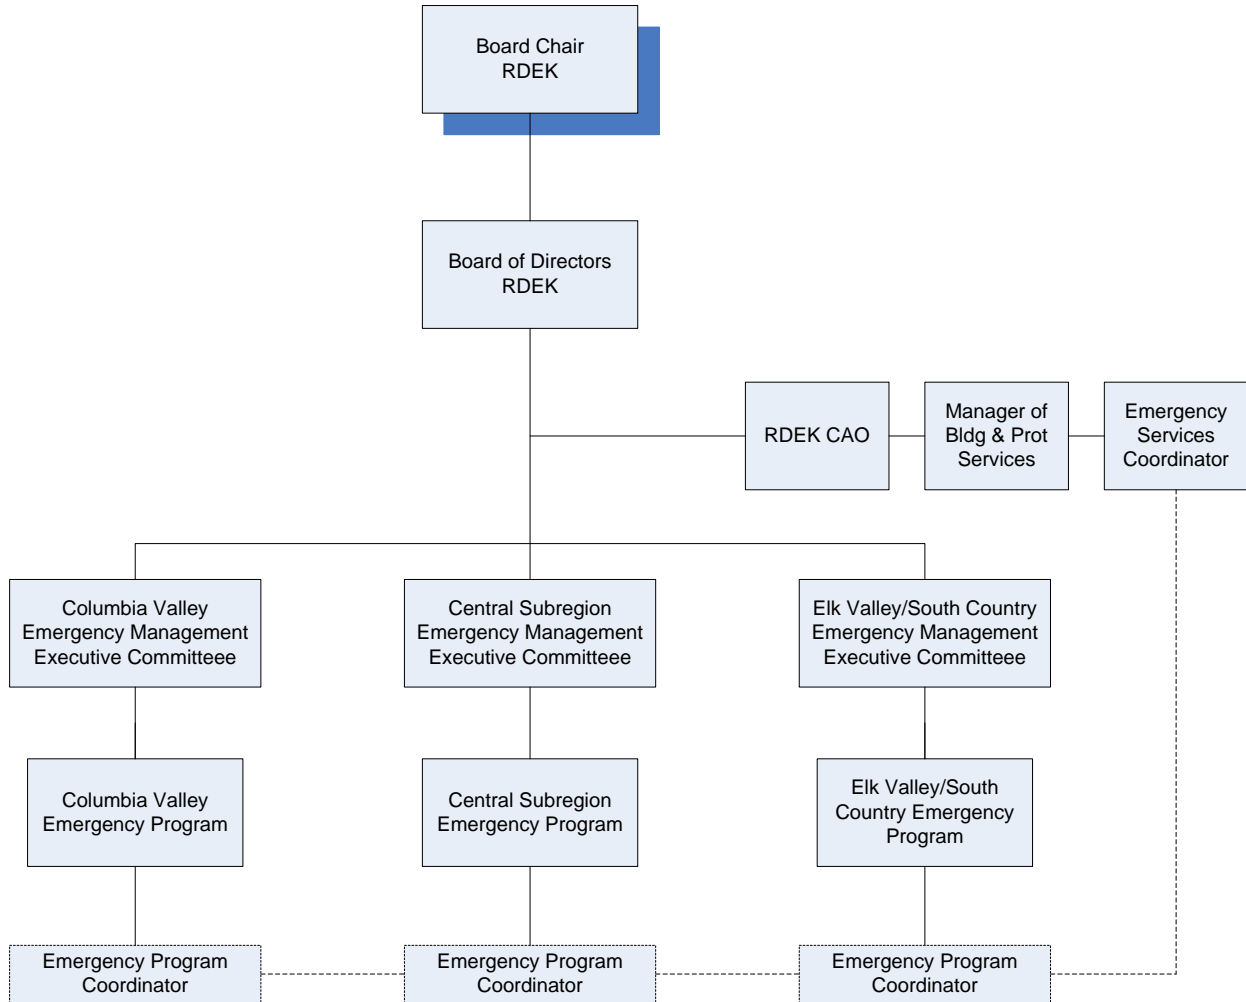 Board Chair
RDEK
Board of Directors
RDEK
RDEK CAO
Manager of
Bldg & Prot
Services
Emergency
Services
Coordinator
Columbia Valley
Emergency Management
Executive Committeee
Central Subregion
Emergency Management
Executive Committeee
Elk Valley/South Country
Emergency Management
Executive Committeee
Columbia Valley
Emergency Program
Central Subregion
Emergency Program
Elk Valley/South
Country Emergency
Program
Emergency Program
Coordinator
Emergency Program
Coordinator
Emergency Program
Coordinator